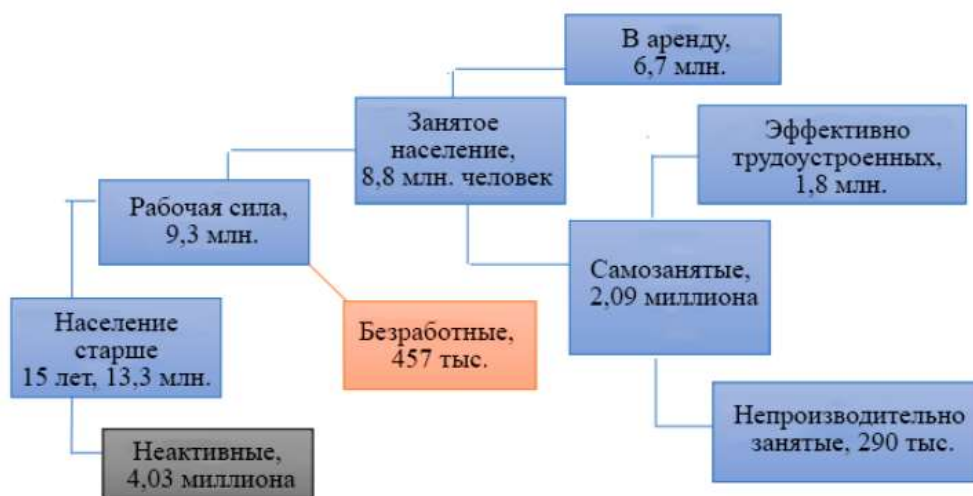 В аренду,
6,7 млн.
Занятое
население,
8,8 млн. человек
Эффективно
трудоустроенных,
1,8 млн.
Рабочая сила,
9,3 млн.
Самозанятые,
2,09 миллиона
Население
старше
15 лет, 13,3 млн.
Безработные,
457 тыс.
Непроизводительно
занятые, 290 тыс.
Неактивные,
4,03 миллиона